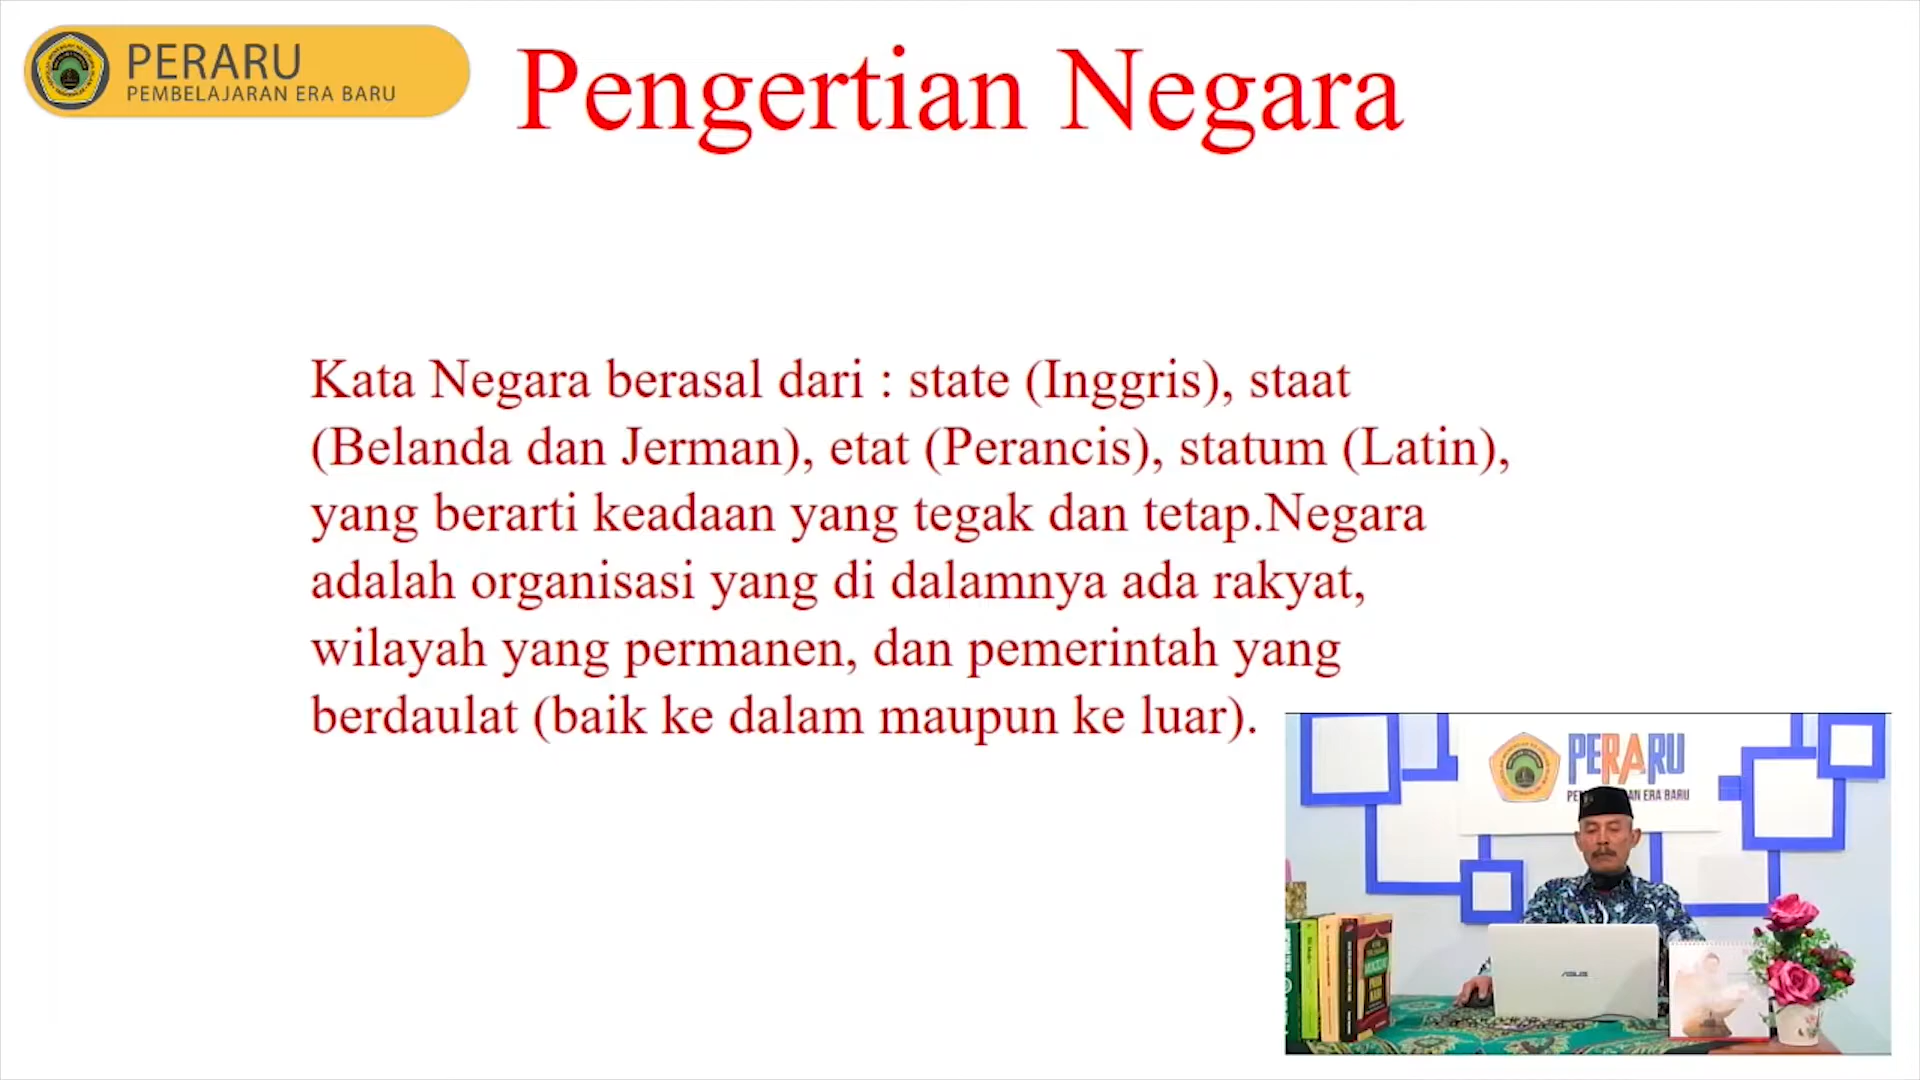 PERARU
PEMBELAJARAN ERA BARU
Pengertian Negara
Kata Negara berasal dari : state (Inggris), staat
(Belanda dan Jerman), etat (Perancis), statum (Latin),
yang berarti keadaan yang tegak dan tetap.Negara
adalah organisasi yang di dalamnya ada rakyat,
wilayah yang permanen, dan pemerintah yang
berdaulat (baik ke dalam maupun ke luar).
PERARU
AN ERA BARU
ASUS